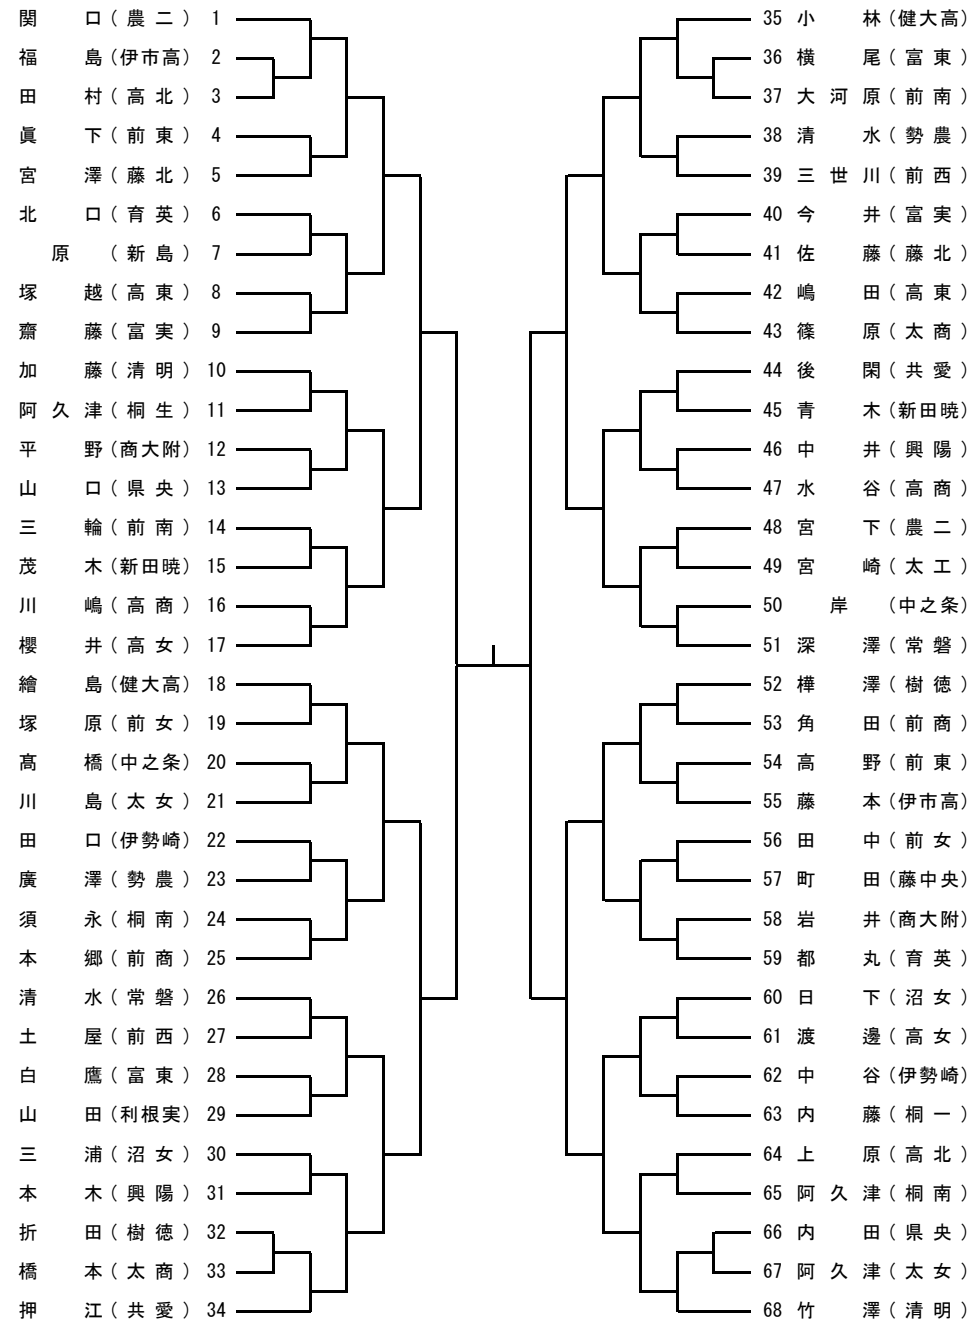 関口(農二) 1
福島(伊市高) 2
田村(高北) 3
眞下(前東) 4
宮澤(藤北) 5
北口(育英) 6
原(新島) 7
塚越(高東) 8
齋藤(富実) 9
加藤(清明) 10
阿久津(桐生) 11
平野(商大附) 12
山口(県央) 13
三輪(前南) 14
茂木(新田暁) 15
川嶋(高商) 16
櫻井(高女) 17
繪島(健大高) 18
塚原(前女) 19
髙橋(中之条) 20
川島(太女) 21
田口(伊勢崎) 22
廣澤(勢農) 23
須永(桐南) 24
本郷(前商) 25
清水(常磐) 26
土屋(前西) 27
白鷹(富東) 28
山田(利根実) 29
三浦(沼女) 30
本木(興陽) 31
折田(樹徳) 32
橋本(太商) 33
押江(共愛) 34
35 小林(健大高)
36 横尾(富東)
37 大河原(前南)
38 清水(勢農)
39 三世川(前西)
40 今井(富実)
41 佐藤(藤北)
42 嶋田(高東)
43 篠原(太商)
44 後閑(共愛)
45 青木(新田暁)
46 中井(興陽)
47 水谷(高商)
48 宮下(農二)
49 宮崎(太工)
50 岸(中之条)
51 深澤(常磐)
52 樺澤(樹徳)
53 角田(前商)
54 高野(前東)
55 藤本(伊市高)
56 田中(前女)
57 町田(藤中央)
58 岩井(商大附)
59 都丸(育英)
60 日下(沼女)
61 渡邊(高女)
62 中谷(伊勢崎)
63 内藤(桐一)
64 上原(高北)
65 阿久津(桐南)
66 内田(県央)
67 阿久津(太女)
68 竹澤(清明)